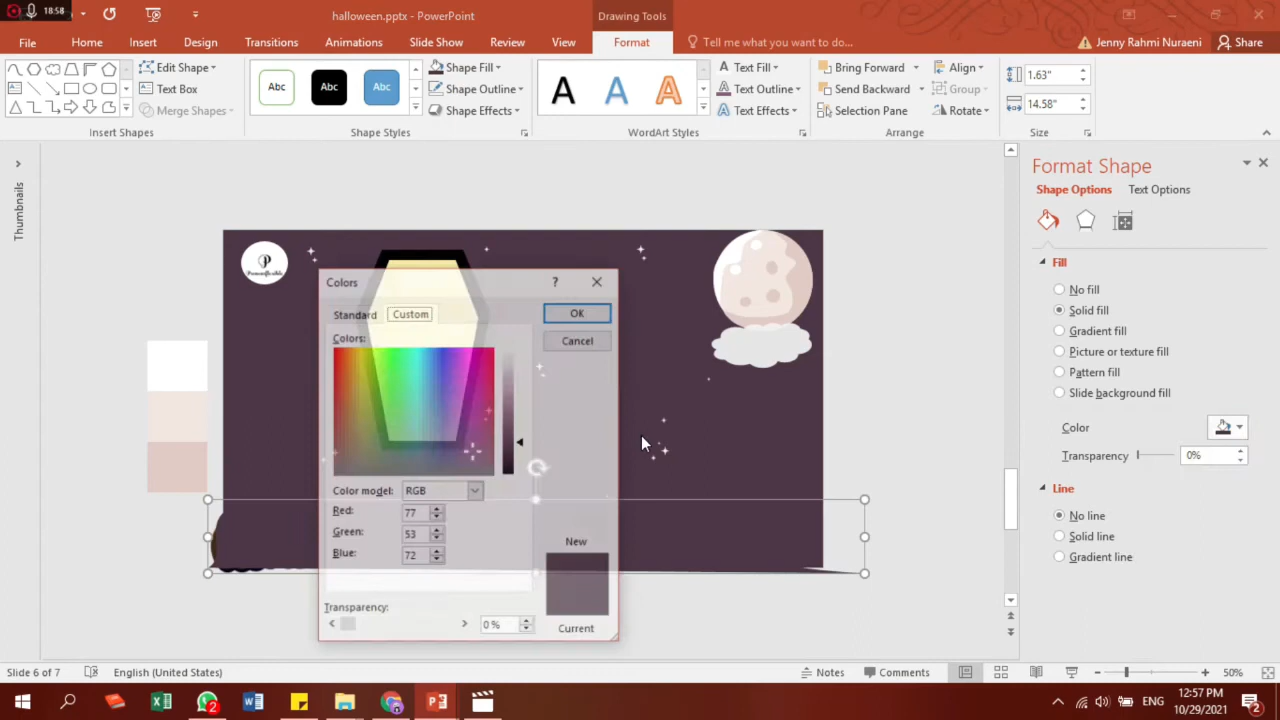 18:58
halloween.pptx - PowerPoint
Drawing Tools
File
Home
Insert
Design
Transitions
Animations
Slide Show
Review
View
Format
Tell me what you want to do...
Jenny Rahmi Nuraeni
Share
Edit Shape
Text Box
Merge Shapes
Insert Shapes
Abc
Abc
Abc
Shape Fill
Shape Outline
Shape Effects
Shape Styles
A
A
A
Text Fill
Text Outline
Text Effects
WordArt Styles
Bring Forward
Send Backward
Selection Pane
Align
Group
Rotate
Arrange
1.63"
14.58"
Size
Thumbnails
P
Colors
?
Standard
Custom
OK
Cancel
Colors:
Color model:
RGB
Red:
77
Green:
53
Blue:
72
New
Current
Transparency:
0 %
Format Shape
Shape Options
Text Options
Fill
No fill
Solid fill
Gradient fill
Picture or texture fill
Pattern fill
Slide background fill
Color
Transparency
0%
Line
No line
Solid line
Gradient line
Slide 6 of 7
English (United States)
Notes
Comments
50%
2
ENG
12:57 PM
10/29/2021
2